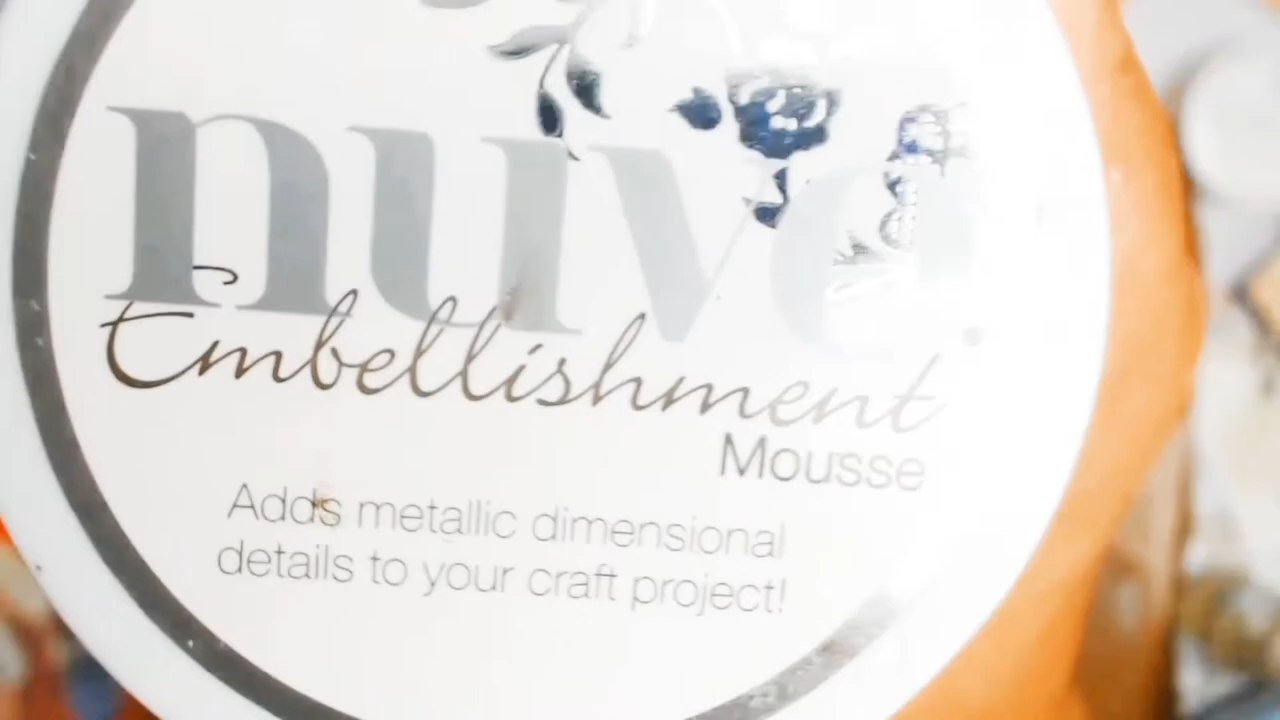 nuvo
Embellishment
Mousse
Adds metallic dimensional
details to your craft project!